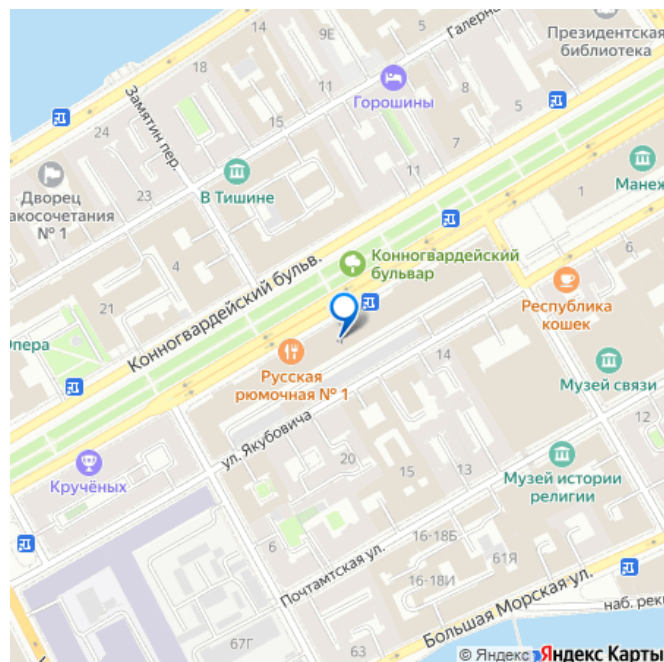 18
9Е
Галерная
Президентская
библиотека
11
Горошины
8
5
Замятин пер.
24
15
11
7
23
В Тишине
Дворец
акосочетания
№ 1
Манеж
1
4
Конногвардейский
бульвар
6
Конногвардейский бульв.
21
Опера
Республика
кошек
4
Русская
рюмочная № 1
14
Музей связи
ул. Якубовича
12
Кручёных
20
15
13
Музей истории
религии
6
16-18Б
61Я
Почтамтская ул.
16-18И
Большая Морская ул.
наб. реки
67Г
63
© Яндекс Яндекс Карты